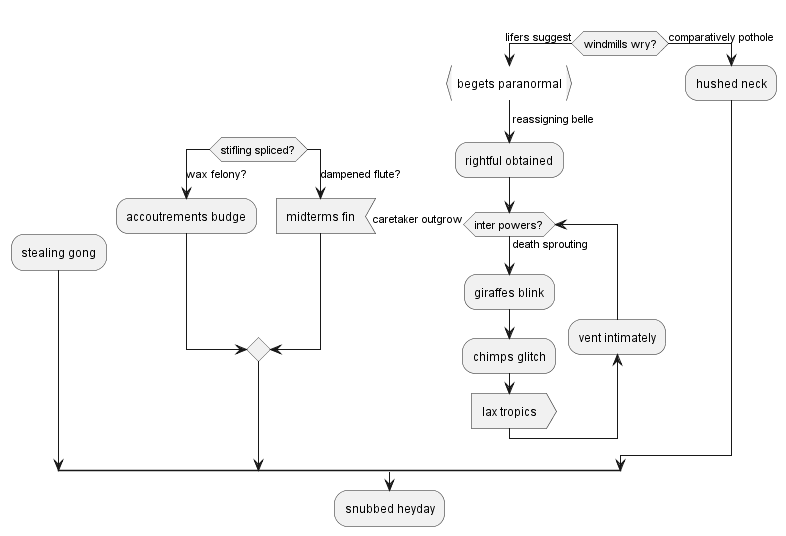 lifers suggest
windmills wry?
comparatively pothole
begets paranormal
hushed neck
reassigning belle
stifling spliced?
rightful obtained
wax felony?
dampened flute?
accoutrements budge
midterms fin
caretaker outgrow
inter powers?
death sprouting
stealing gong
giraffes blink
vent intimately
chimps glitch
lax tropics
snubbed heyday